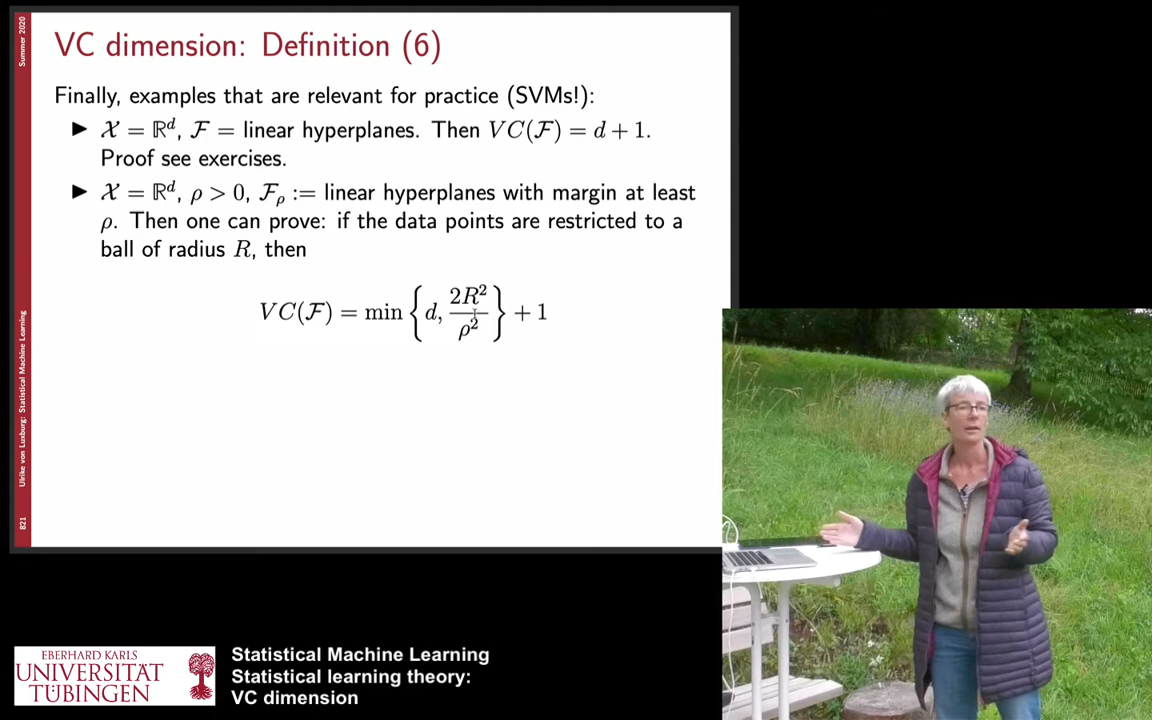 Summer 2020
VC dimension: Definition (6)
Finally, examples that are relevant for practice (SVMs!):
▶ 𝒳 = ℝᵈ, ℱ = linear hyperplanes. Then VC(ℱ) = d + 1.
Proof see exercises.
▶ 𝒳 = ℝᵈ, ρ > 0, ℱ_ρ := linear hyperplanes with margin at least
ρ. Then one can prove: if the data points are restricted to a
ball of radius R, then
VC(ℱ) = min { d, 2R²/ρ² } + 1
Ulrike von Luxburg: Statistical Machine Learning
821
EBERHARD KARLS
UNIVERSITÄT
TÜBINGEN
Statistical Machine Learning
Statistical learning theory:
VC dimension